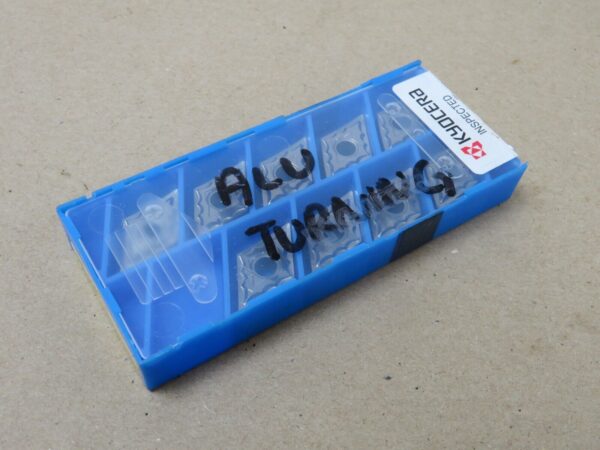 ALU
TURNING
KYOCERA
INSPECTED